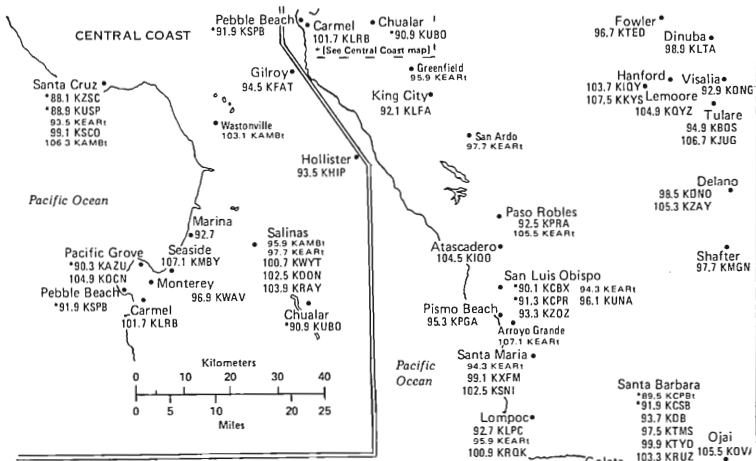 CENTRAL COAST
Pebble Beach
*91.9 KSPB
Carmel
101.7 KLRB
Chualar
*90.9 KUBO
*(See Central Coast map)
Fowler
96.7 KTED
Dinuba
98.9 KLTA
Santa Cruz
*88.1 KZSC
*88.9 KUSP
93.5 KEARt
99.1 KSCO
106.3 KAMBt
Gilroy
94.5 KFAT
Greenfield
95.9 KEARt
King City
92.1 KLFA
Hanford
103.7 KIOY
107.5 KKYS
Lemoore
104.9 KQYZ
Visalia
92.9 KONG
Tulare
94.9 KBOS
106.7 KJUG
Wastonville
103.1 KAMBt
San Ardo
97.7 KEARt
Hollister
93.5 KHIP
Pacific Ocean
Delano
98.5 KDNO
105.3 KZAY
Marina
92.7
Seaside
107.1 KMBY
Salinas
95.9 KAMBt
97.7 KEARt
100.7 KWYT
102.5 KDON
103.9 KRAY
Paso Robles
92.5 KPRA
105.5 KEARt
Atascadero
104.5 KIOO
Shafter
97.7 KMGN
Pacific Grove
*90.3 KAZU
104.9 KOCN
Pebble Beach
*91.9 KSPB
Monterey
96.9 KWAV
Carmel
101.7 KLRB
Chualar
*90.9 KUBO
San Luis Obispo
*90.1 KCBX 94.3 KEARt
*91.3 KCPR 96.1 KUNA
93.3 KZOZ
Pismo Beach
95.3 KPGA
Arroyo Grande
107.1 KEARt
Kilometers
0 10 20 30 40
0 5 10 20 25
Miles
Pacific
Ocean
Santa Maria
94.3 KEARt
99.1 KXFM
102.5 KSNI
Lompoc
92.7 KLPC
95.9 KEARt
100.9 KRQK
Santa Barbara
*89.5 KCPBt
*91.9 KCSB
93.7 KDB
97.5 KTMS
99.9 KTYD
103.3 KRUZ
Ojai
105.5 KOVA